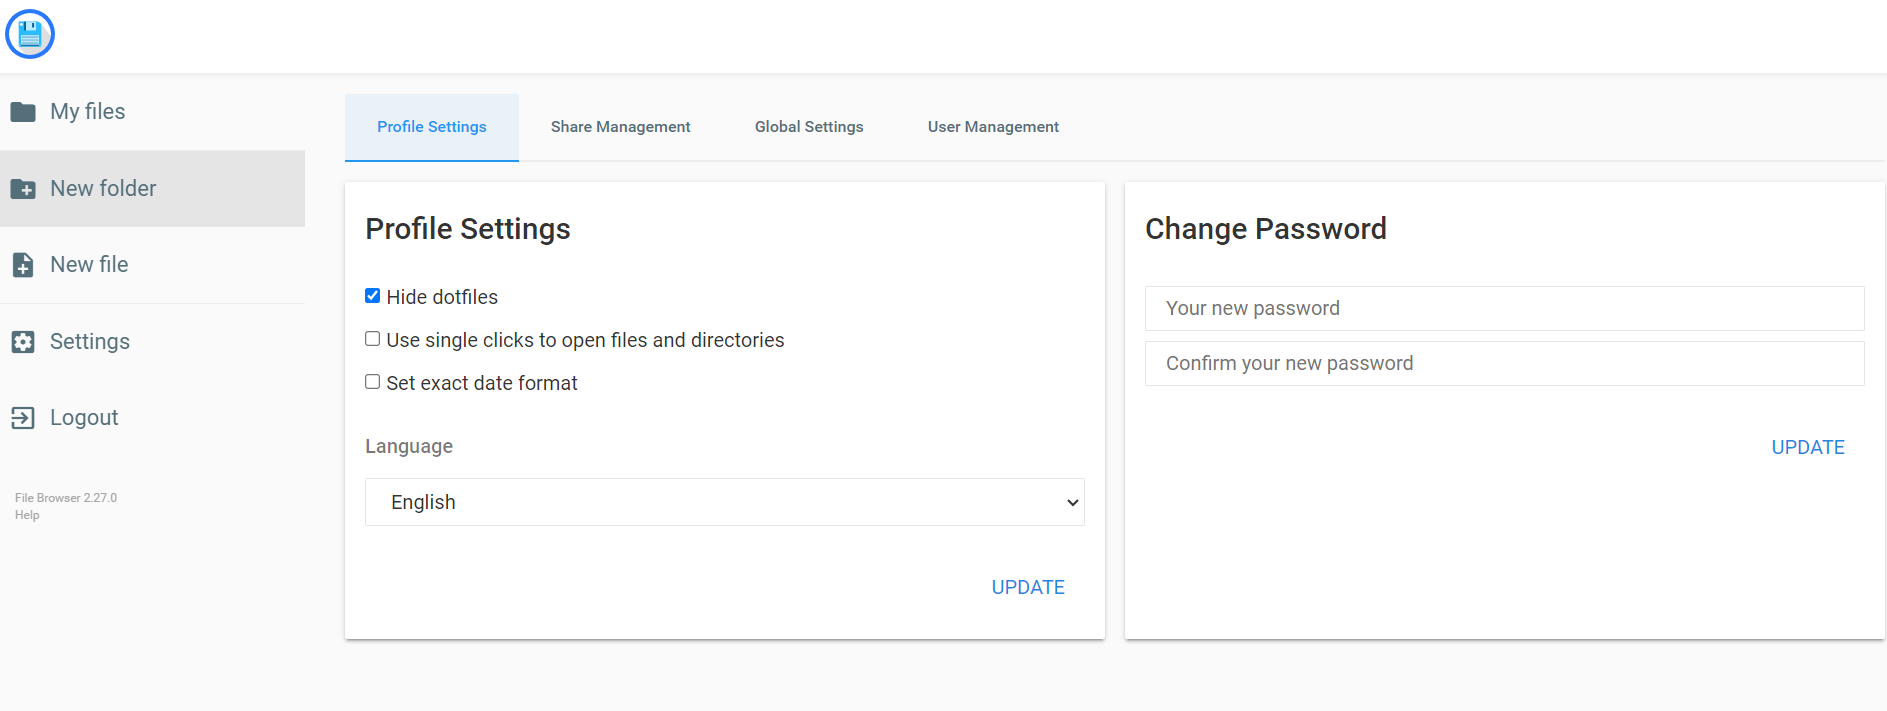 My files
New folder
New file
Settings
Logout
File Browser 2.27.0
Help
Profile Settings
Share Management
Global Settings
User Management
Profile Settings
Hide dotfiles
Use single clicks to open files and directories
Set exact date format
Language
English
UPDATE
Change Password
Your new password
Confirm your new password
UPDATE